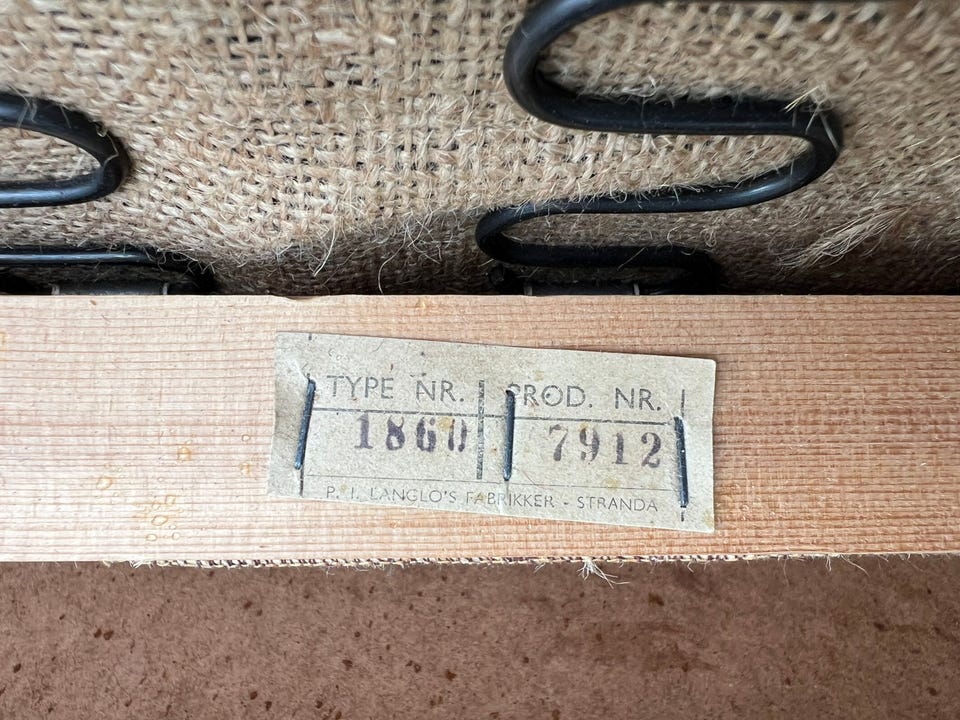 TYPE NR. PROD. NR.
1860 7912
P. I. LANGLO'S FABRIKKER - STRANDA